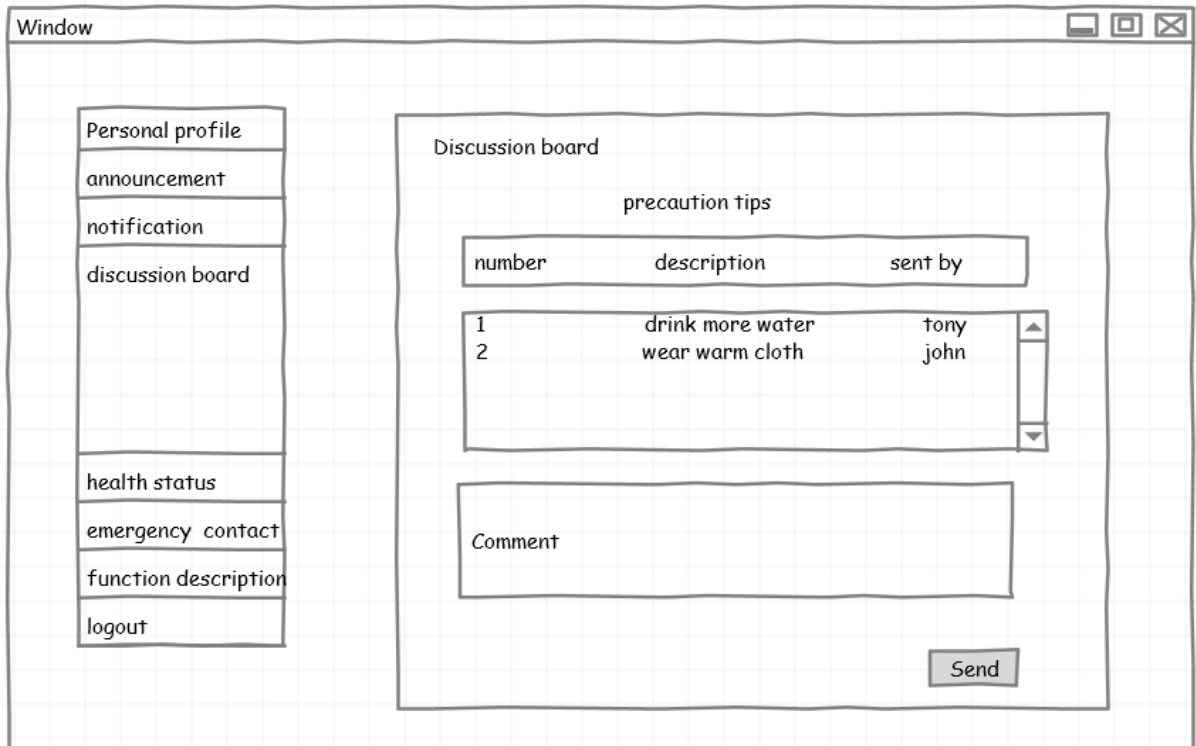 Window
Personal profile
announcement
notification
discussion board
health status
emergency contact
function description
logout
Discussion board
precaution tips
number description sent by
1 drink more water tony
2 wear warm cloth john
Comment
Send